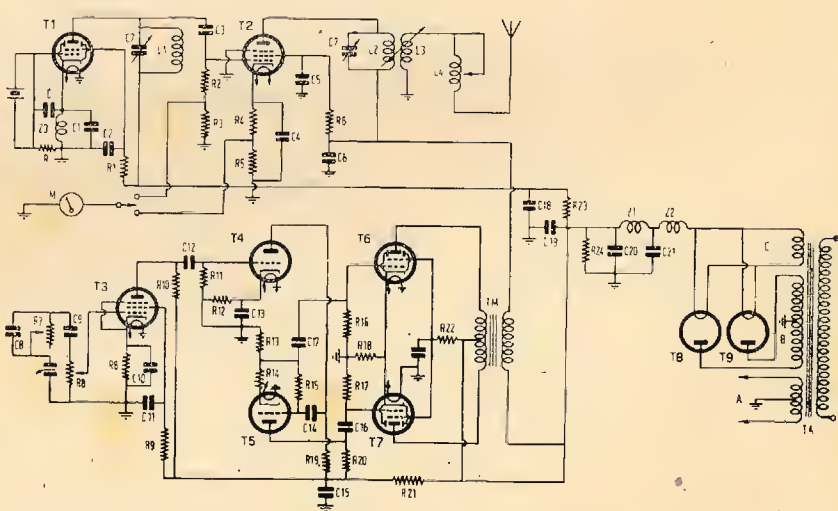 T1
C?
L1
C3
T2
C?
L2
L3
L4
R2
C5
C
Z3
C1
R3
R4
R6
C4
R
C2
R1
R5
C6
M
C18
R23
Z1
Z2
C19
R24
C20
C21
C
C12
T4
T6
T3
R10
R11
TM
C9
R12
C13
C17
R16
R22
B
C8
R7
R13
R18
T8
T9
R8
R8
C10
R14
R15
R17
A
C11
T5
C14
C16
T7
TA
R9
R19
R20
C15
R21